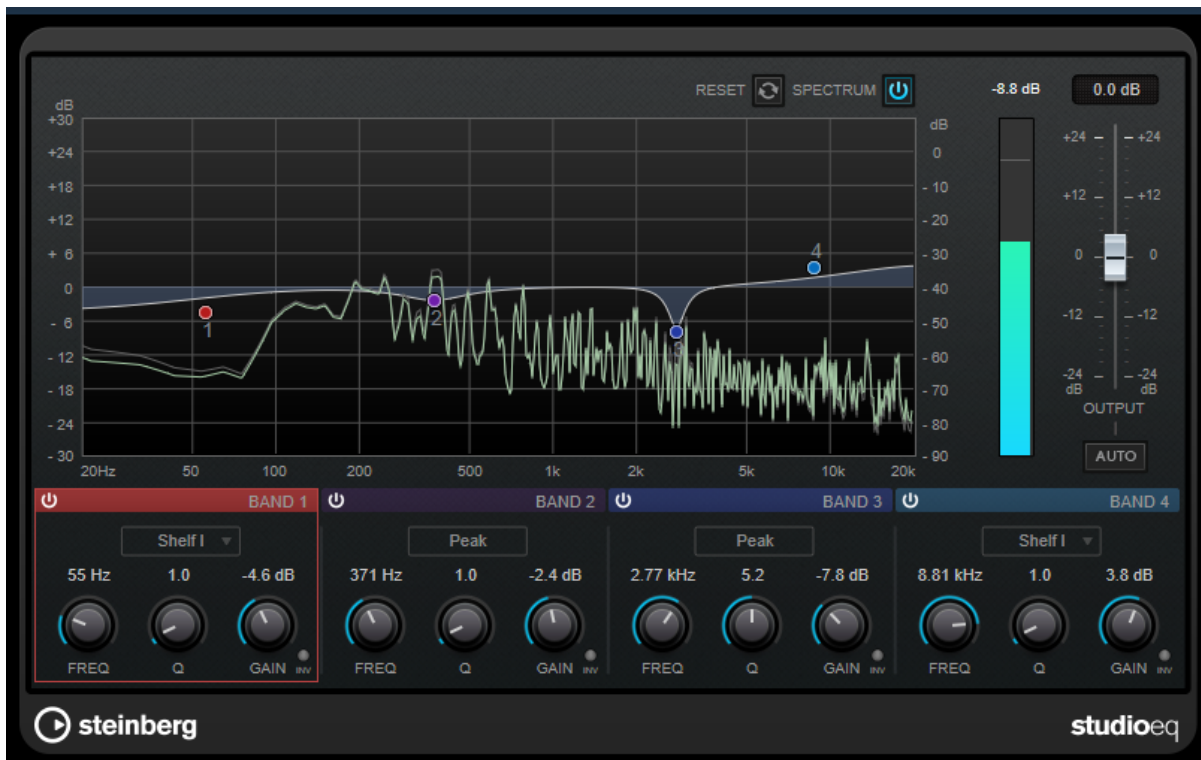 RESET SPECTRUM -8.8 dB 0.0 dB
dB
+30
+24
+18
+12
+ 6
0
- 6
- 12
- 18
- 24
- 30
1
2
3
4
dB
0
- 10
- 20
- 30
- 40
- 50
- 60
- 70
- 80
- 90
20Hz 50 100 200 500 1k 2k 5k 10k 20k
+24 +24
+12 +12
0 0
-12 -12
-24 -24
dB dB
OUTPUT
AUTO
BAND 1 BAND 2 BAND 3 BAND 4
Shelf I Peak Peak Shelf I
55 Hz 1.0 -4.6 dB 371 Hz 1.0 -2.4 dB 2.77 kHz 5.2 -7.8 dB 8.81 kHz 1.0 3.8 dB
FREQ Q GAIN INV FREQ Q GAIN INV FREQ Q GAIN INV FREQ Q GAIN INV
steinberg studioeq